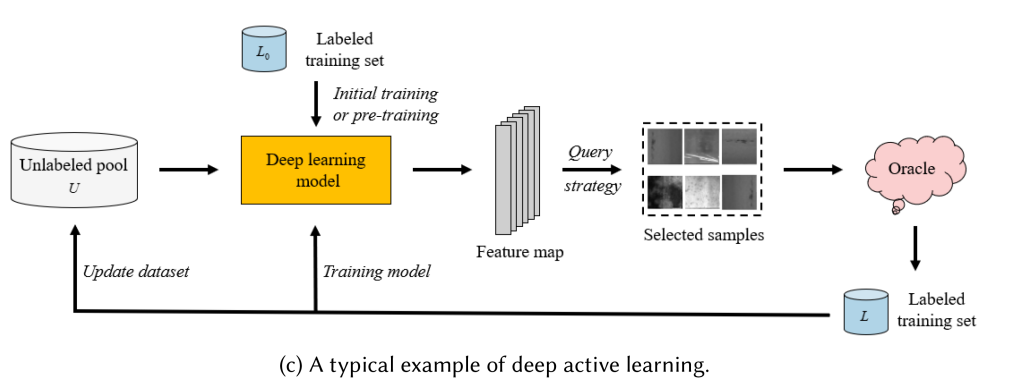 L₀
Labeled
training set
Initial training
or pre-training
Unlabeled pool
U
Deep learning
model
Query
strategy
Feature map
Selected samples
Oracle
Update dataset
Training model
L
Labeled
training set
(c) A typical example of deep active learning.